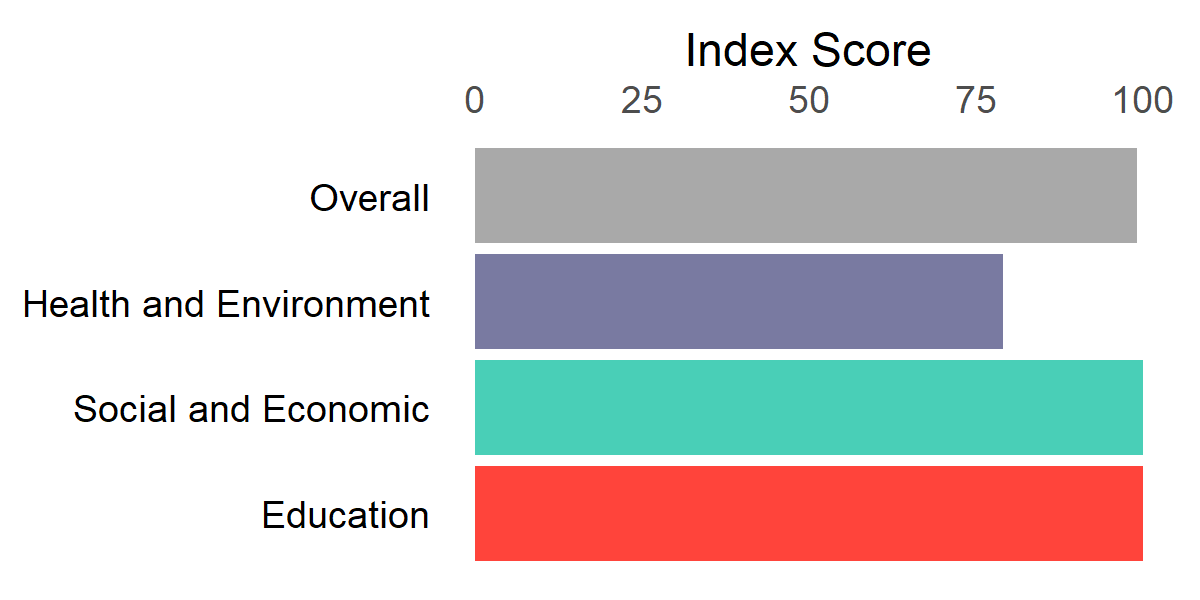 Index Score
0 25 50 75 100
Overall
Health and Environment
Social and Economic
Education